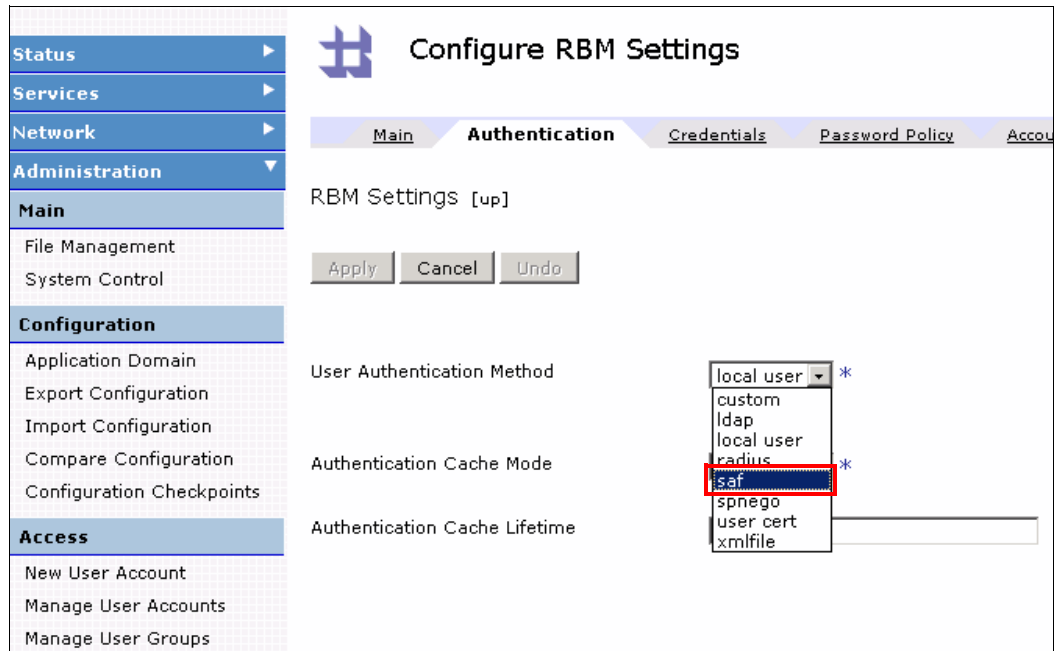 Status
Services
Network
Administration
Main
File Management
System Control
Configuration
Application Domain
Export Configuration
Import Configuration
Compare Configuration
Configuration Checkpoints
Access
New User Account
Manage User Accounts
Manage User Groups
Configure RBM Settings
Main Authentication Credentials Password Policy Accou
RBM Settings [up]
Apply Cancel Undo
User Authentication Method local user *
custom
ldap
local user
radius
saf
spnego
user cert
xmlfile
Authentication Cache Mode *
Authentication Cache Lifetime